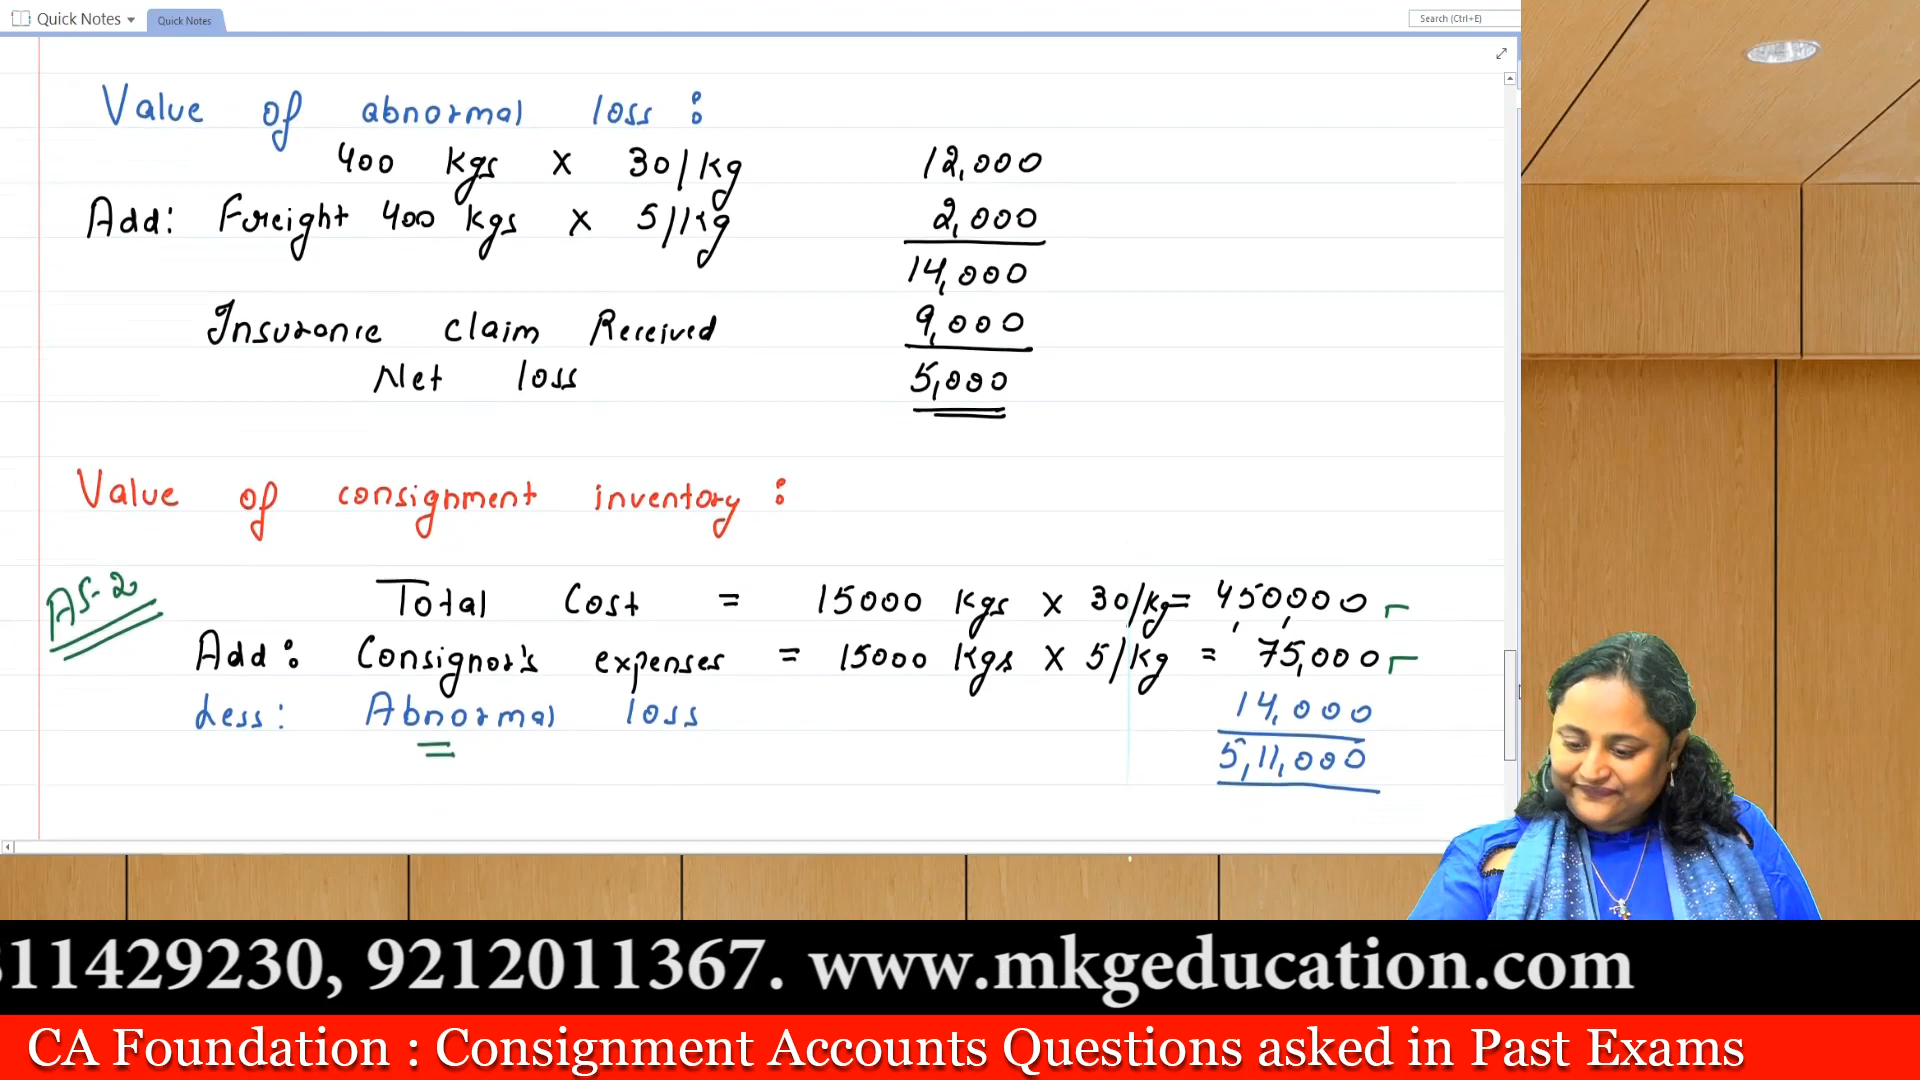 Quick Notes
Quick Notes
Search (Ctrl+E)
Value of abnormal loss :
400 kgs x 30/kg 12,000
Add: Freight 400 kgs x 5/kg 2,000
14,000
Insurance claim Received 9,000
Net loss 5,000
Value of consignment inventory :
AS-2
Total Cost = 15000 kgs x 30/kg = 4,50,000
Add: Consignor's expenses = 15000 kgs x 5/kg = 75,000
Less: Abnormal loss 14,000
5,11,000
11429230, 9212011367. www.mkgeducation.com
CA Foundation : Consignment Accounts Questions asked in Past Exams